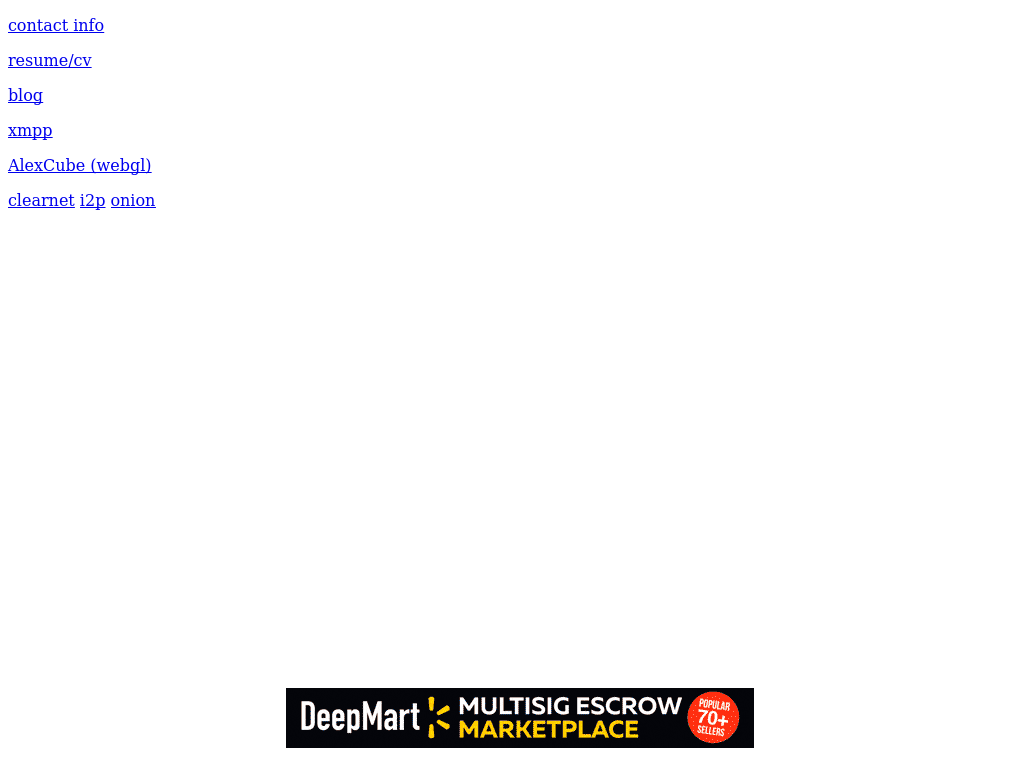 contact info
resume/cv
blog
xmpp
AlexCube (webgl)
clearnet i2p onion
DeepMart MULTISIG ESCROW
MARKETPLACE
POPULAR
70+
SELLERS